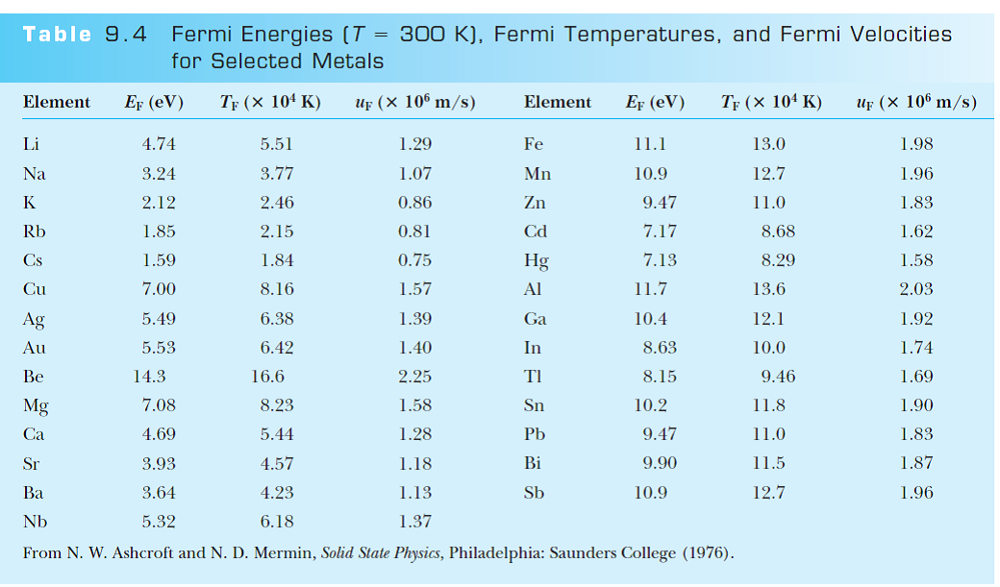 Table 9.4 Fermi Energies (T = 300 K), Fermi Temperatures, and Fermi Velocities
for Selected Metals
Element E_F (eV) T_F (× 10⁴ K) u_F (× 10⁶ m/s) Element E_F (eV) T_F (× 10⁴ K) u_F (× 10⁶ m/s)
Li 4.74 5.51 1.29 Fe 11.1 13.0 1.98
Na 3.24 3.77 1.07 Mn 10.9 12.7 1.96
K 2.12 2.46 0.86 Zn 9.47 11.0 1.83
Rb 1.85 2.15 0.81 Cd 7.17 8.68 1.62
Cs 1.59 1.84 0.75 Hg 7.13 8.29 1.58
Cu 7.00 8.16 1.57 Al 11.7 13.6 2.03
Ag 5.49 6.38 1.39 Ga 10.4 12.1 1.92
Au 5.53 6.42 1.40 In 8.63 10.0 1.74
Be 14.3 16.6 2.25 Tl 8.15 9.46 1.69
Mg 7.08 8.23 1.58 Sn 10.2 11.8 1.90
Ca 4.69 5.44 1.28 Pb 9.47 11.0 1.83
Sr 3.93 4.57 1.18 Bi 9.90 11.5 1.87
Ba 3.64 4.23 1.13 Sb 10.9 12.7 1.96
Nb 5.32 6.18 1.37
From N. W. Ashcroft and N. D. Mermin, Solid State Physics, Philadelphia: Saunders College (1976).